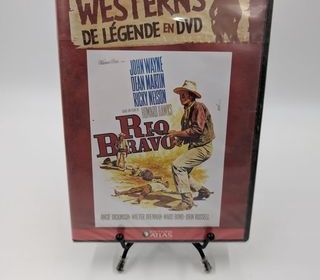 WESTERNS
DE LÉGENDE EN DVD
JOHN WAYNE
DEAN MARTIN
RICKY NELSON
HOWARD HAWKS
RIO
BRAVO
ANGIE DICKINSON • WALTER BRENNAN • WARD BOND • JOHN RUSSELL
ATLAS